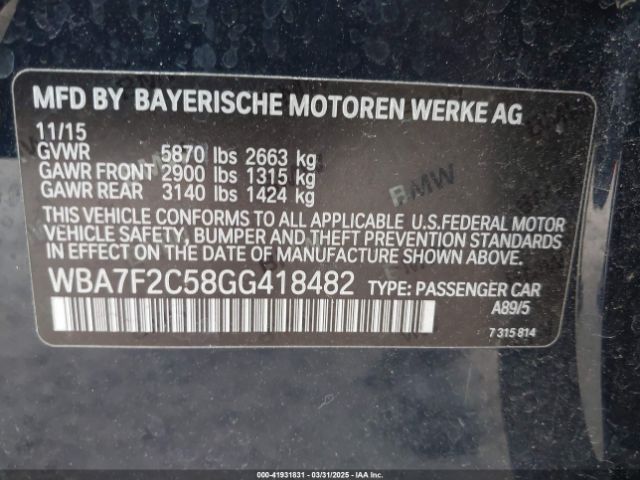 MFD BY BAYERISCHE MOTOREN WERKE AG
11/15
GVWR 5870 lbs 2663 kg
GAWR FRONT 2900 lbs 1315 kg
GAWR REAR 3140 lbs 1424 kg
THIS VEHICLE CONFORMS TO ALL APPLICABLE U.S.FEDERAL MOTOR
VEHICLE SAFETY, BUMPER AND THEFT PREVENTION STANDARDS
IN EFFECT ON THE DATE OF MANUFACTURE SHOWN ABOVE.
WBA7F2C58GG418482 TYPE: PASSENGER CAR
A89/5
7 315 814
000-41931831 - 03/31/2025 - IAAI.COM